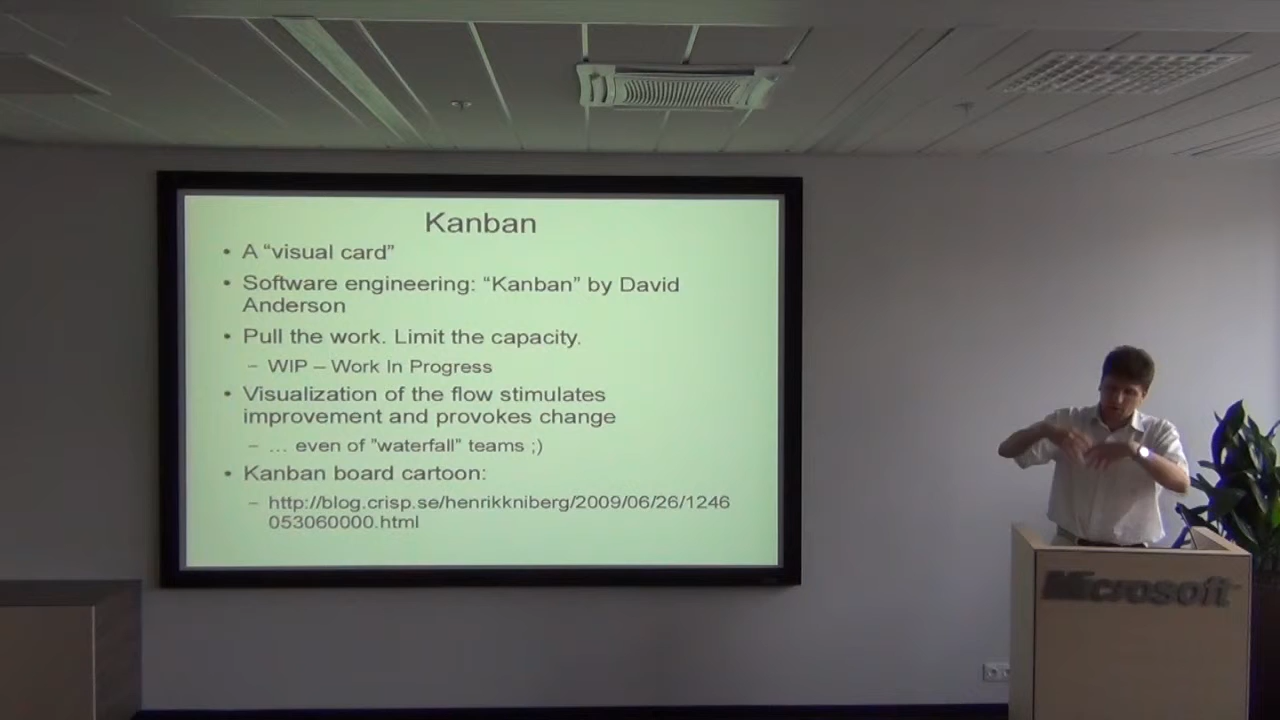 Kanban
• A “visual card”
• Software engineering: “Kanban” by David
Anderson
• Pull the work. Limit the capacity.
– WIP – Work In Progress
• Visualization of the flow stimulates
improvement and provokes change
– ... even of ”waterfall” teams ;)
• Kanban board cartoon:
– http://blog.crisp.se/henrikkniberg/2009/06/26/1246
053060000.html
Microsoft